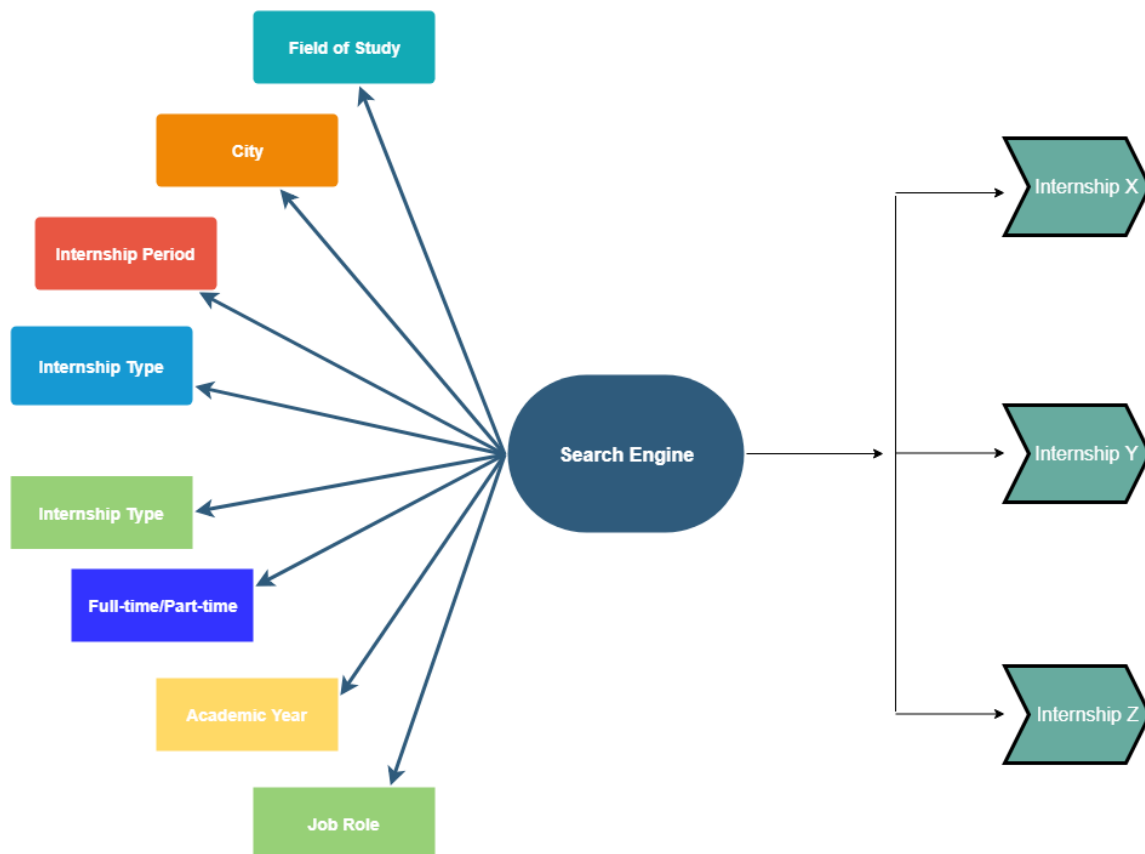 Field of Study
City
Internship Period
Internship Type
Internship Type
Full-time/Part-time
Academic Year
Job Role
Search Engine
Internship X
Internship Y
Internship Z